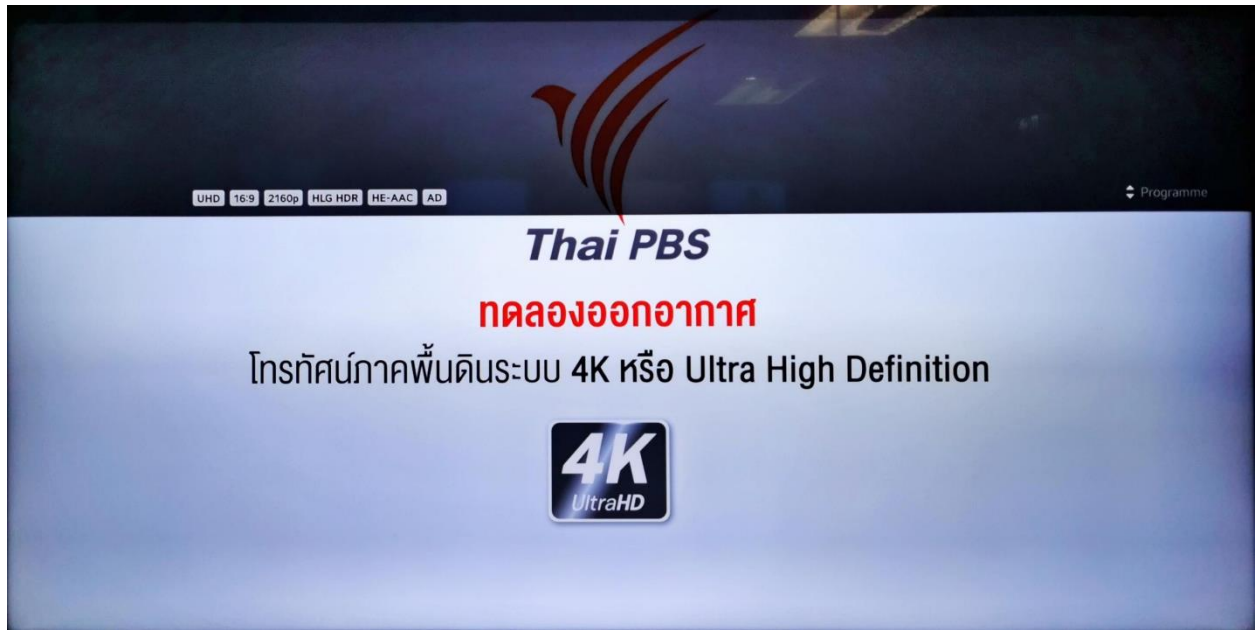 UHD 16:9 2160p HLG HDR HE-AAC AD
Programme
Thai PBS
ทดลองออกอากาศ
โทรทัศน์ภาคพื้นดินระบบ 4K หรือ Ultra High Definition
4K
UltraHD